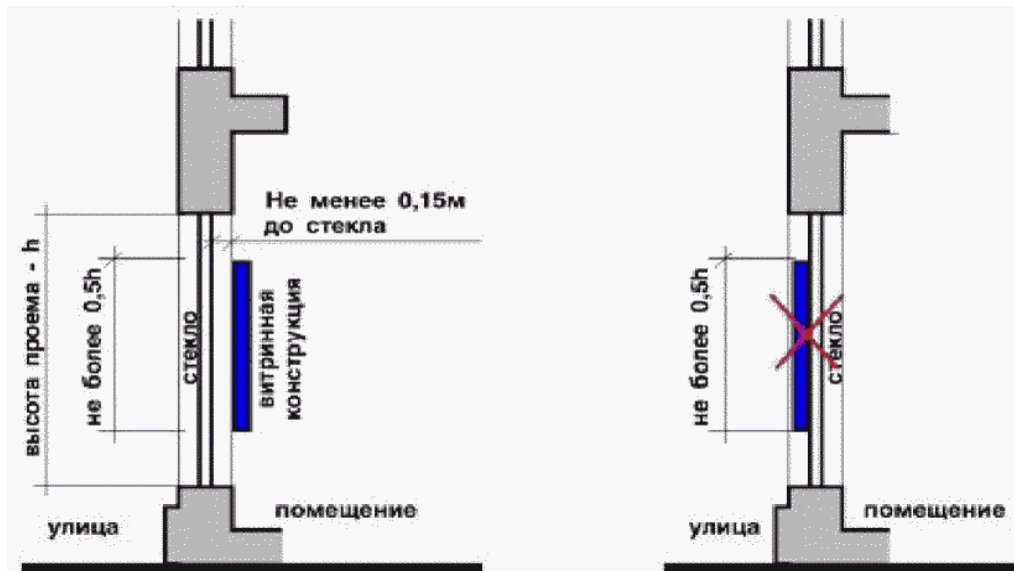 Не менее 0,15м
до стекла
высота проема - h
не более 0,5h
стекло
витринная
конструкция
улица
помещение
не более 0,5h
стекло
улица
помещение